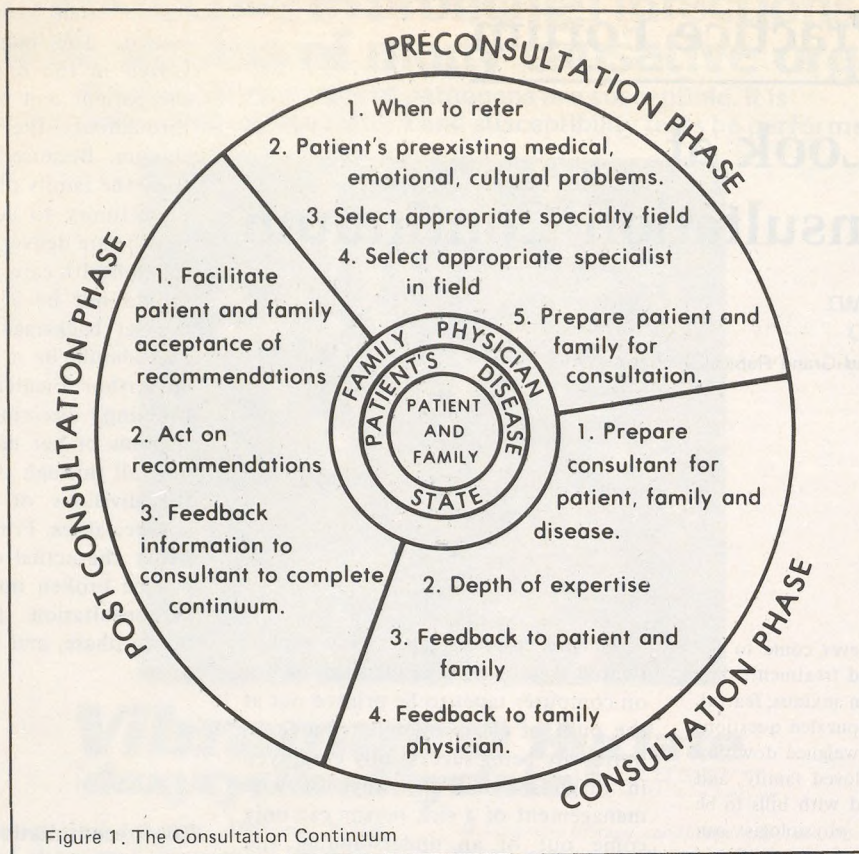 PRECONSULTATION PHASE
1. When to refer
2. Patient's preexisting medical,
emotional, cultural problems.
3. Select appropriate specialty field
4. Select appropriate specialist
in field
5. Prepare patient and
family for
consultation.
CONSULTATION PHASE
1. Prepare
consultant for
patient, family and
disease.
2. Depth of expertise
3. Feedback to patient and
family
4. Feedback to family
physician.
POST CONSULTATION PHASE
1. Facilitate
patient and family
acceptance of
recommendations
2. Act on
recommendations
3. Feedback
information to
consultant to complete
continuum.
FAMILY PHYSICIAN
PATIENT'S DISEASE
STATE
PATIENT
AND
FAMILY
Figure 1. The Consultation Continuum